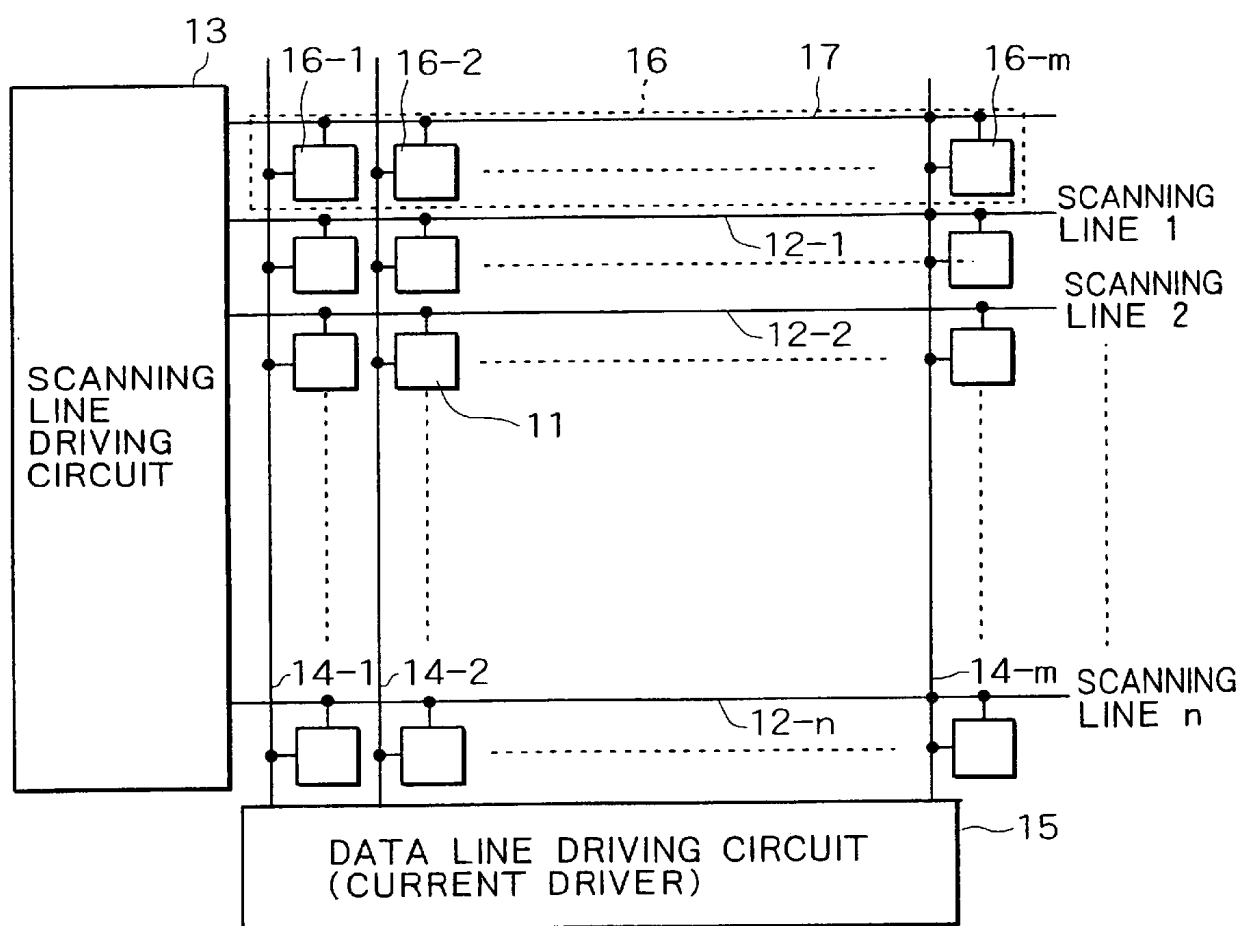 13
16-1
16-2
16
17
16-m
SCANNING
LINE 1
12-1
SCANNING
LINE 2
12-2
SCANNING
LINE
DRIVING
CIRCUIT
11
14-1
14-2
14-m
SCANNING
LINE n
12-n
DATA LINE DRIVING CIRCUIT
(CURRENT DRIVER)
15